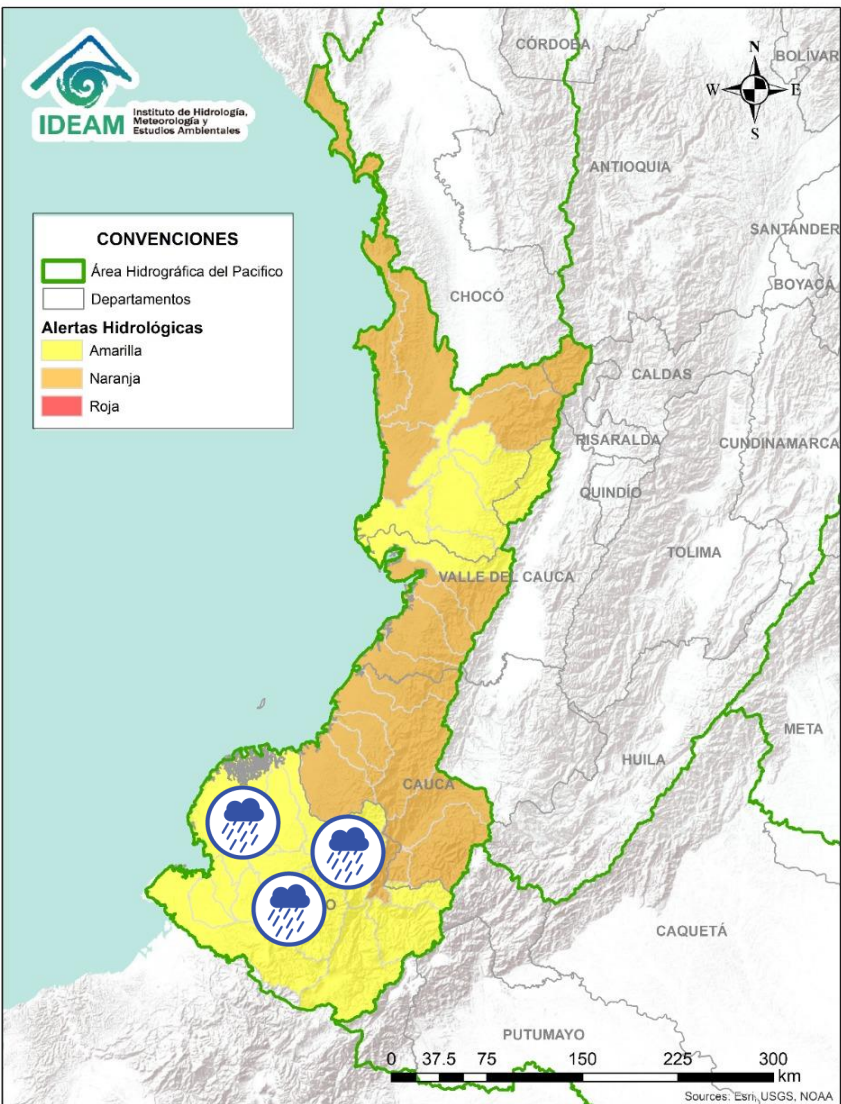 IDEAM
Instituto de Hidrología,
Meteorología y
Estudios Ambientales
N
W
E
S
CÓRDOBA
BOLÍVAR
ANTIOQUIA
SANTANDER
BOYACÁ
CONVENCIONES
Área Hidrográfica del Pacifico
Departamentos
Alertas Hidrológicas
Amarilla
Naranja
Roja
CHOCÓ
CALDAS
RISARALDA
CUNDINAMARCA
QUINDÍO
TOLIMA
VALLE DEL CAUCA
META
HUILA
CAUCA
O
CAQUETÁ
PUTUMAYO
0 37.5 75 150 225 300
km
Sources: Esri, USGS, NOAA